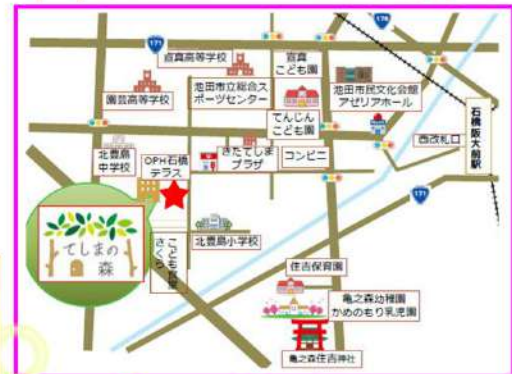 171
176
宣真高等学校
池田市立総合ス
ポーツセンター
宣真
こども園
池田市民文化会館
アゼリアホール
園芸高等学校
てんじん
こども園
石橋阪大前駅
西改札口
北豊島
中学校
OPH石橋
テラス
きたてしま
プラザ
コンビニ
171
てしまの
森
さくら
こども教室
北豊島小学校
住吉保育園
亀之森幼稚園
かめのもり乳児園
亀之森住吉神社